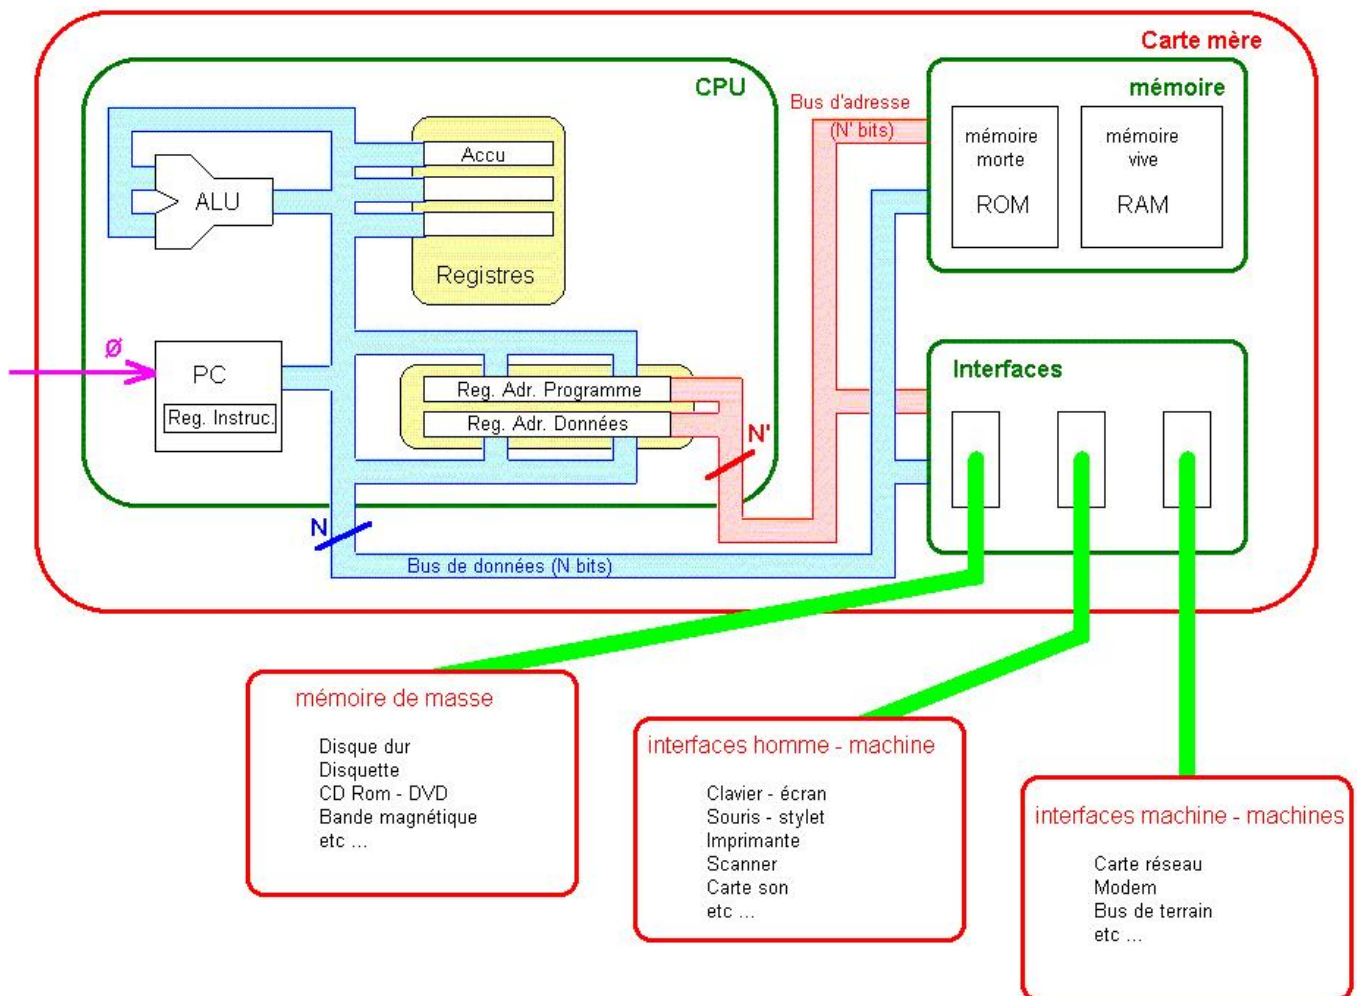 Carte mère
CPU
Bus d'adresse
(N' bits)
mémoire
mémoire
morte
ROM
mémoire
vive
RAM
Accu
ALU
Registres
Ø
PC
Reg. Instruc.
Reg. Adr. Programme
Reg. Adr. Données
N'
N
Bus de données (N bits)
Interfaces
mémoire de masse
Disque dur
Disquette
CD Rom - DVD
Bande magnétique
etc ...
interfaces homme - machine
Clavier - écran
Souris - stylet
Imprimante
Scanner
Carte son
etc ...
interfaces machine - machines
Carte réseau
Modem
Bus de terrain
etc ...